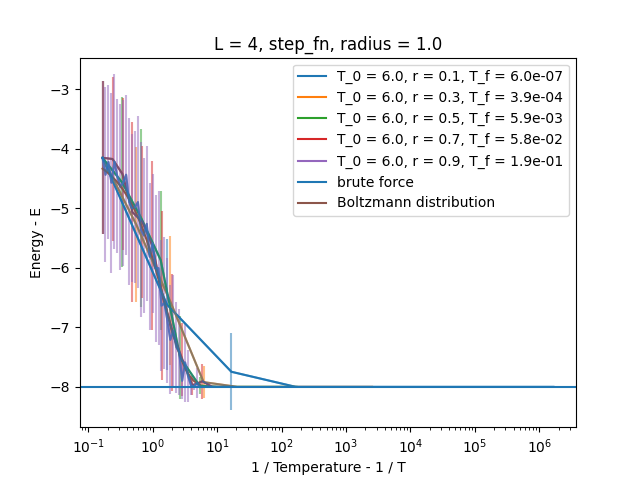 L = 4, step_fn, radius = 1.0
T_0 = 6.0, r = 0.1, T_f = 6.0e-07
T_0 = 6.0, r = 0.3, T_f = 3.9e-04
T_0 = 6.0, r = 0.5, T_f = 5.9e-03
T_0 = 6.0, r = 0.7, T_f = 5.8e-02
T_0 = 6.0, r = 0.9, T_f = 1.9e-01
brute force
Boltzmann distribution
Energy - E
−3
−4
−5
−6
−7
−8
10⁻¹ 10⁰ 10¹ 10² 10³ 10⁴ 10⁵ 10⁶
1 / Temperature - 1 / T